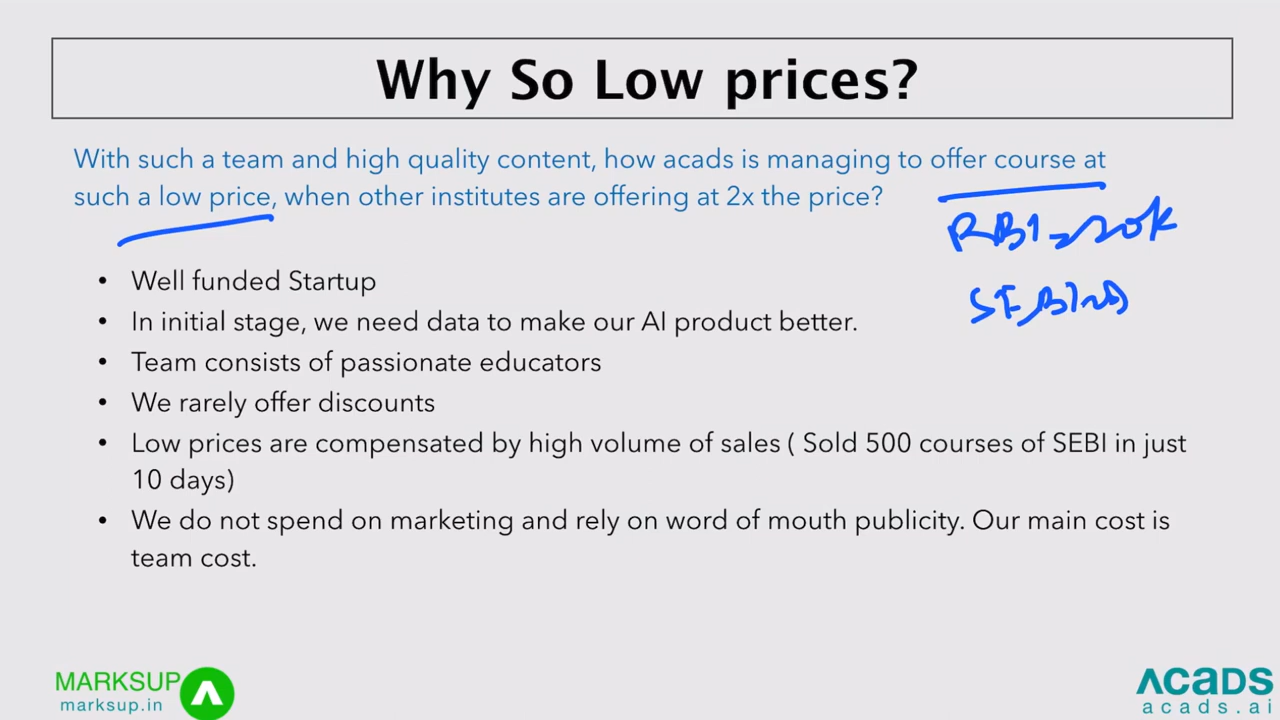 Why So Low prices?
With such a team and high quality content, how acads is managing to offer course at
such a low price, when other institutes are offering at 2x the price?
• Well funded Startup
• In initial stage, we need data to make our AI product better.
• Team consists of passionate educators
• We rarely offer discounts
• Low prices are compensated by high volume of sales ( Sold 500 courses of SEBI in just
10 days)
• We do not spend on marketing and rely on word of mouth publicity. Our main cost is
team cost.
RBI
SEBI
MARKSUP
marksup.in
ACADS
acads.ai